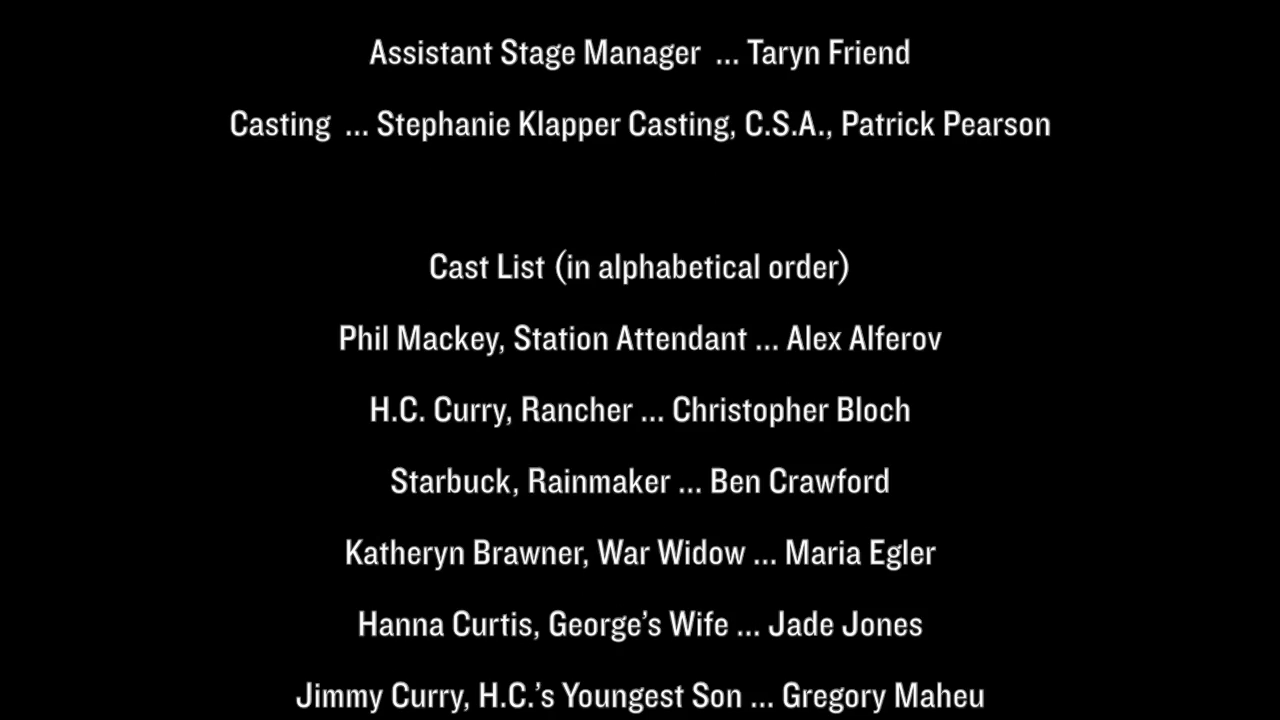 Assistant Stage Manager ... Taryn Friend
Casting ... Stephanie Klapper Casting, C.S.A., Patrick Pearson
Cast List (in alphabetical order)
Phil Mackey, Station Attendant ... Alex Alferov
H.C. Curry, Rancher ... Christopher Bloch
Starbuck, Rainmaker ... Ben Crawford
Katheryn Brawner, War Widow ... Maria Egler
Hanna Curtis, George’s Wife ... Jade Jones
Jimmy Curry, H.C.’s Youngest Son ... Gregory Maheu